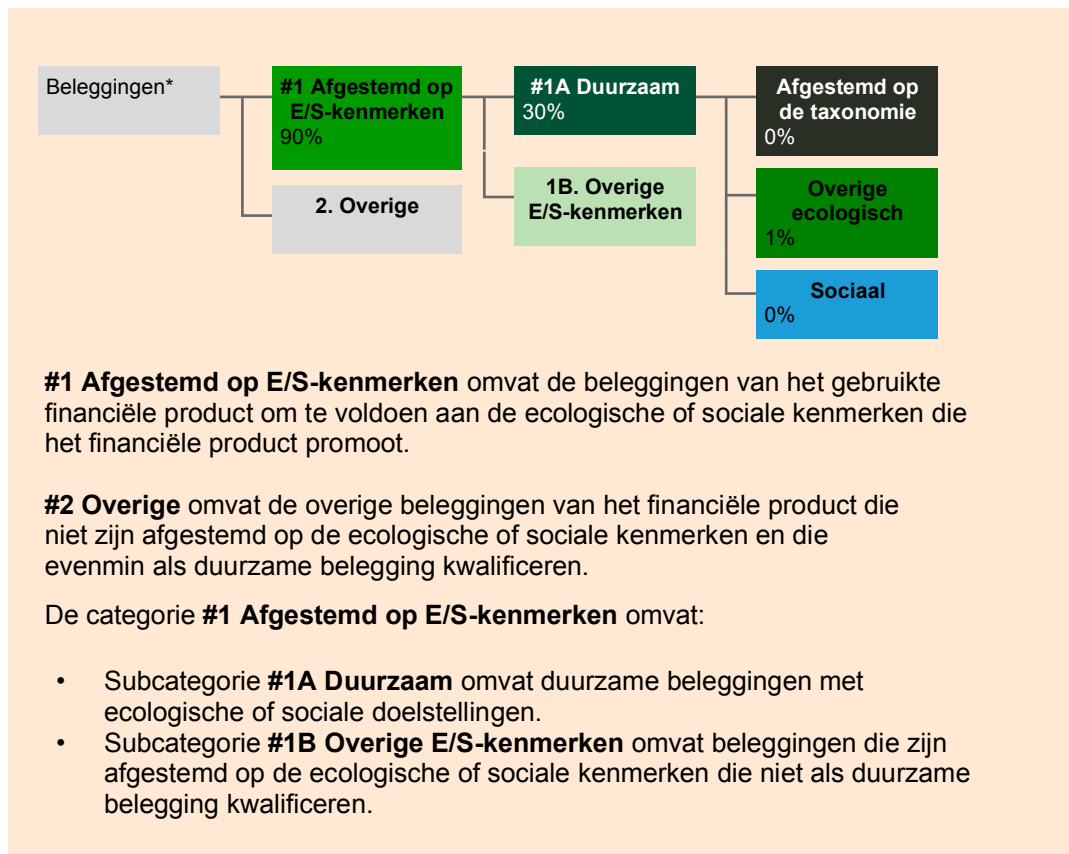 Beleggingen*
#1 Afgestemd op
E/S-kenmerken
90%
2. Overige
#1A Duurzaam
30%
1B. Overige
E/S-kenmerken
Afgestemd op
de taxonomie
0%
Overige
ecologisch
1%
Sociaal
0%
#1 Afgestemd op E/S-kenmerken omvat de beleggingen van het gebruikte
financiële product om te voldoen aan de ecologische of sociale kenmerken die
het financiële product promoot.
#2 Overige omvat de overige beleggingen van het financiële product die
niet zijn afgestemd op de ecologische of sociale kenmerken en die
evenmin als duurzame belegging kwalificeren.
De categorie #1 Afgestemd op E/S-kenmerken omvat:
• Subcategorie #1A Duurzaam omvat duurzame beleggingen met
ecologische of sociale doelstellingen.
• Subcategorie #1B Overige E/S-kenmerken omvat beleggingen die zijn
afgestemd op de ecologische of sociale kenmerken die niet als duurzame
belegging kwalificeren.